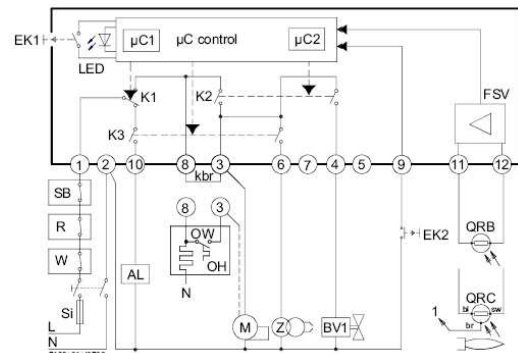 EK1
LED
µC1
µC control
µC2
K1
K2
FSV
K3
1
2
10
8
3
6
7
4
5
9
11
12
kbr
SB
R
W
Si
L
N
AL
8
3
OW
OH
N
M
Z
BV1
EK2
QRB
QRC
bl
sw
br
1